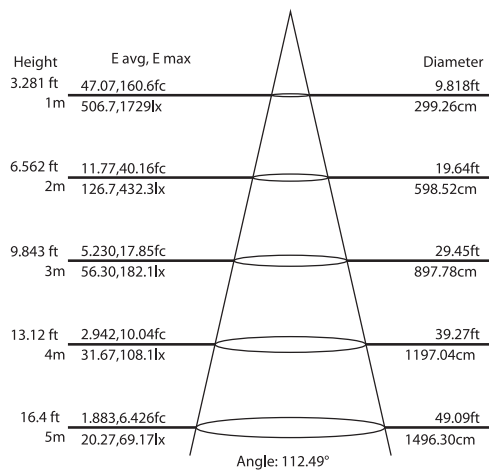 Height E avg, E max Diameter
3.281 ft 47.07,160.6fc 9.818ft
1m 506.7,1729lx 299.26cm
6.562 ft 11.77,40.16fc 19.64ft
2m 126.7,432.3lx 598.52cm
9.843 ft 5.230,17.85fc 29.45ft
3m 56.30,182.1lx 897.78cm
13.12 ft 2.942,10.04fc 39.27ft
4m 31.67,108.1lx 1197.04cm
16.4 ft 1.883,6.426fc 49.09ft
5m 20.27,69.17lx 1496.30cm
Angle: 112.49°